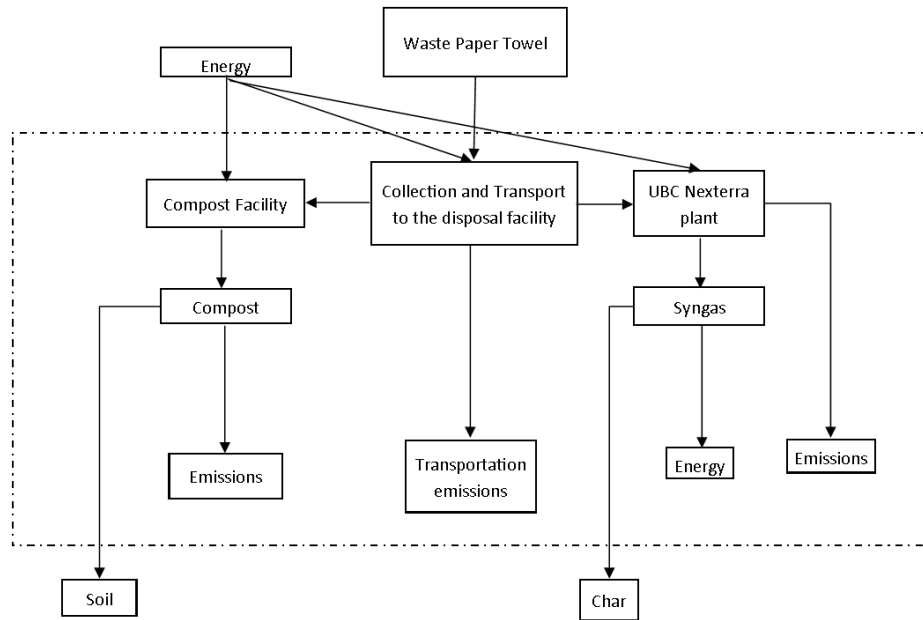 Waste Paper Towel
Energy
Collection and Transport
to the disposal facility
Compost Facility
UBC Nexterra
plant
Compost
Syngas
Emissions
Transportation
emissions
Energy
Emissions
Soil
Char